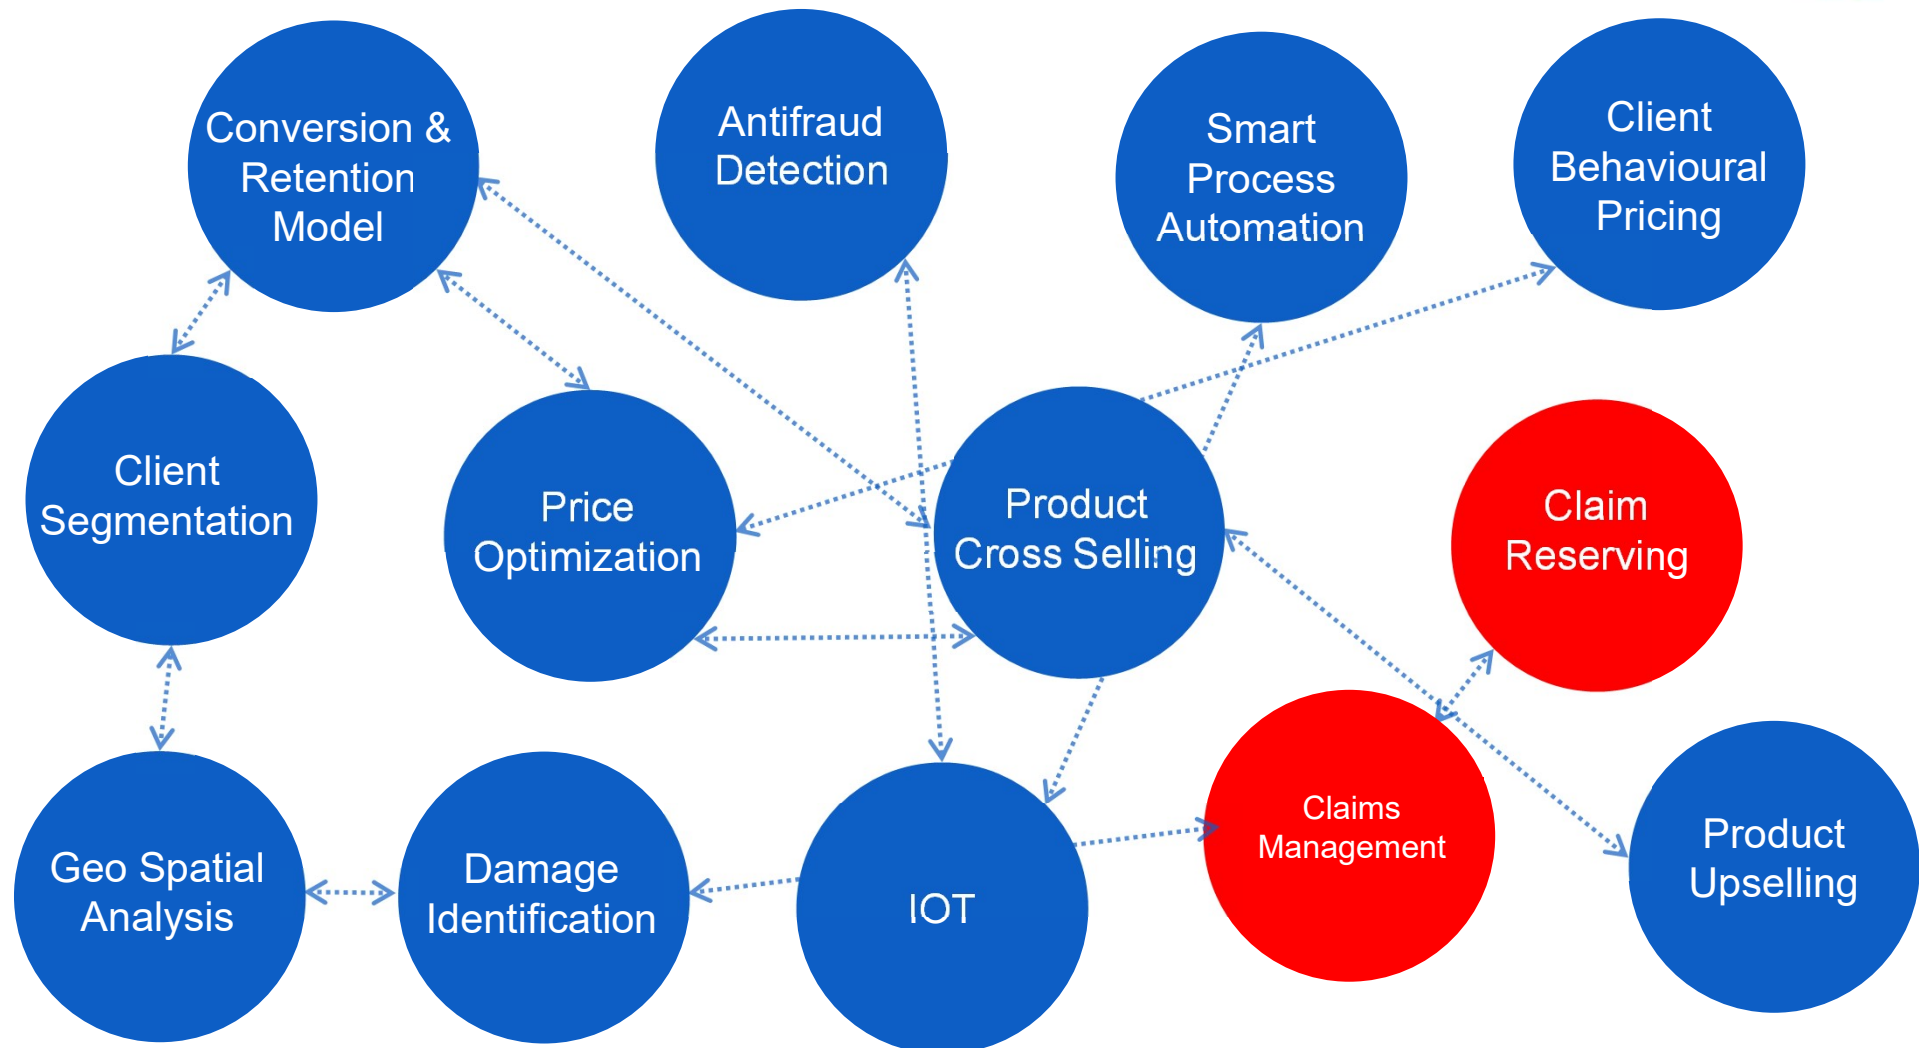 Conversion &
Retention
Model
Antifraud
Detection
Smart
Process
Automation
Client
Behavioural
Pricing
Client
Segmentation
Price
Optimization
Product
Cross Selling
Claim
Reserving
Geo Spatial
Analysis
Damage
Identification
IOT
Claims
Management
Product
Upselling